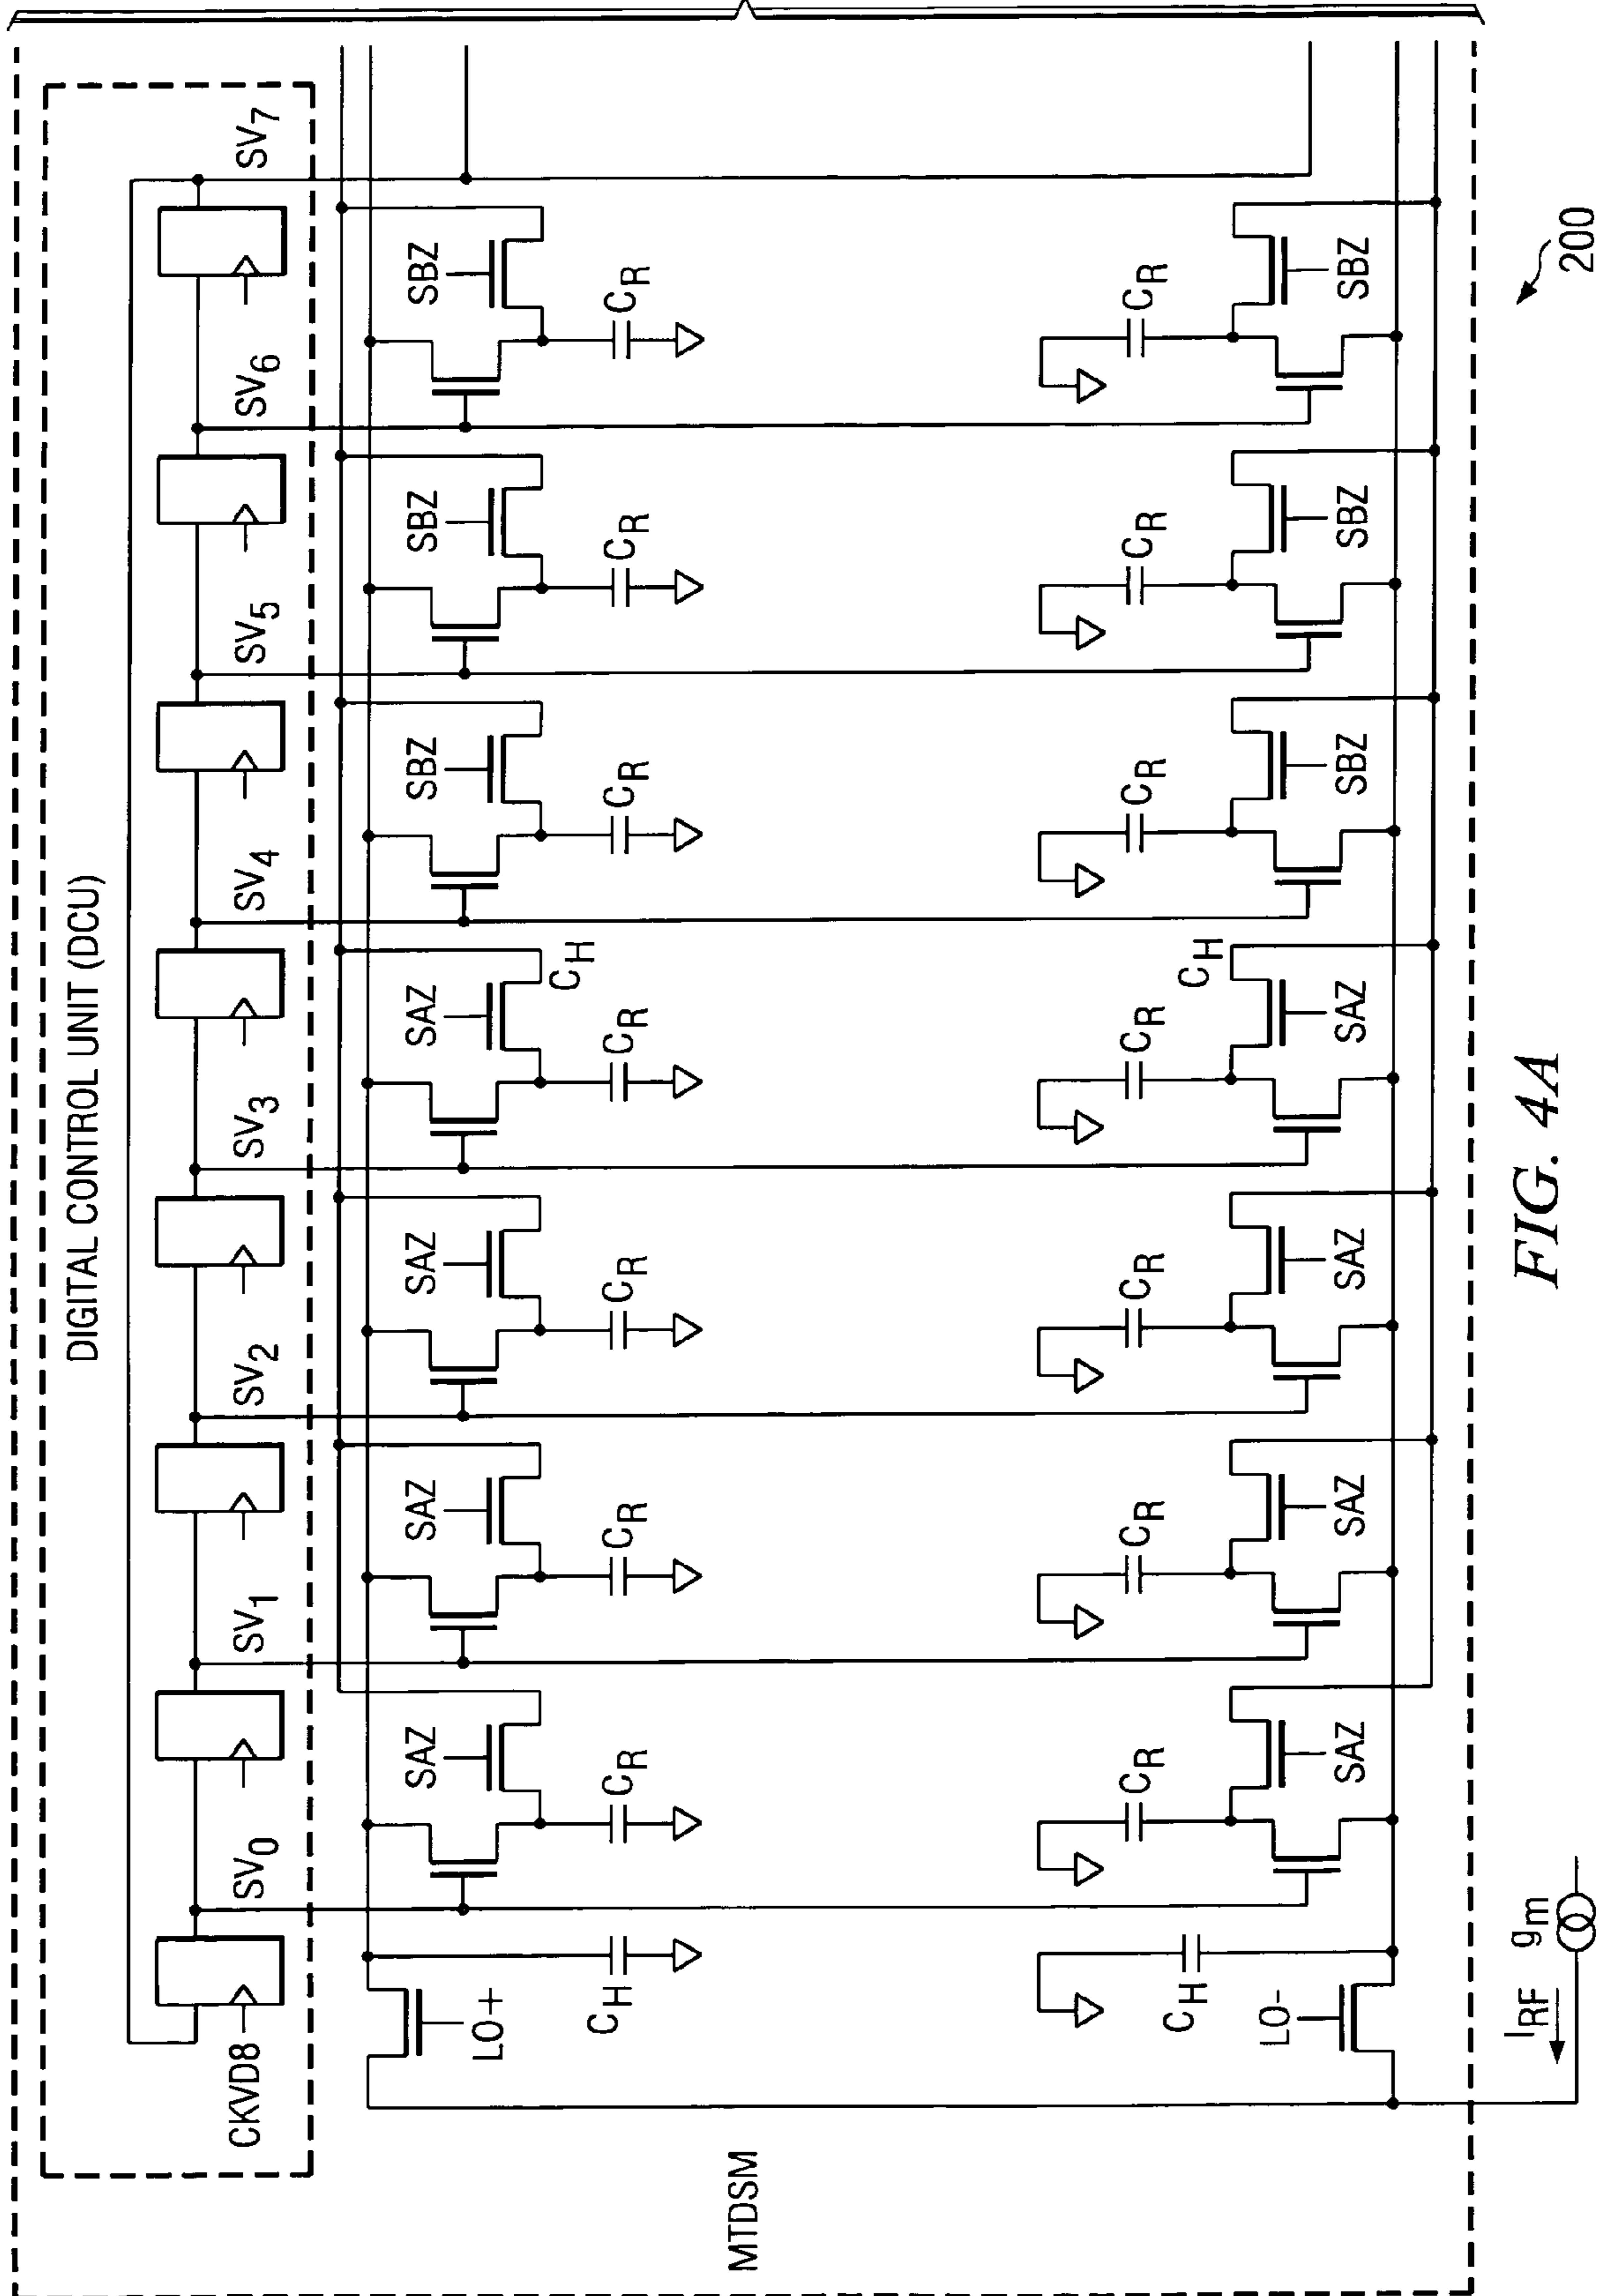 DIGITAL CONTROL UNIT (DCU)
CKVD8
SV0
SV1
SV2
SV3
SV4
SV5
SV6
SV7
MTDSM
LO+
CH
SAZ
CR
SAZ
CR
SAZ
CR
SAZ
CH
CR
SBZ
CR
SBZ
CR
SBZ
CR
LO-
CH
CR
SAZ
CR
SAZ
CR
SAZ
CR
CH
SAZ
CR
SBZ
CR
SBZ
CR
SBZ
IRF
gm
FIG. 4A
200